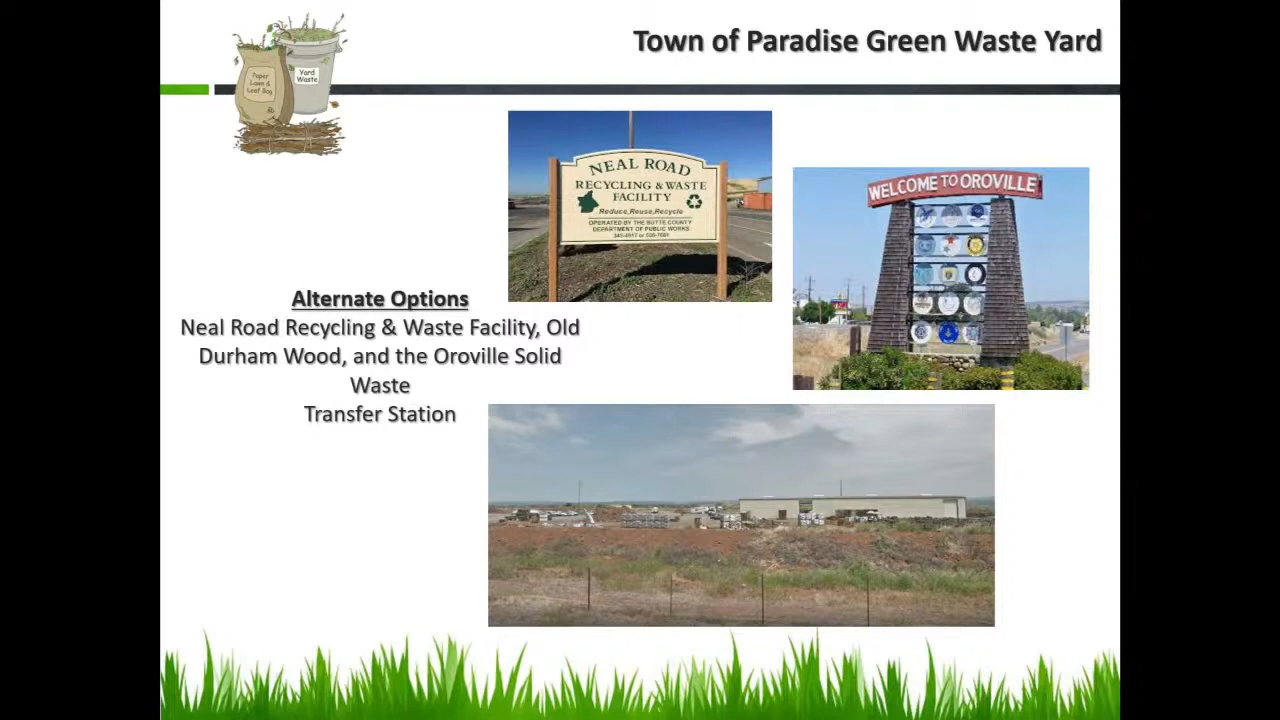 Town of Paradise Green Waste Yard
Paper
Lawn &
Leaf Bag
Yard
Waste
NEAL ROAD
RECYCLING & WASTE
FACILITY
Reduce,Reuse,Recycle
OPERATED BY THE BUTTE COUNTY
DEPARTMENT OF PUBLIC WORKS
WELCOME TO OROVILLE
Alternate Options
Neal Road Recycling & Waste Facility, Old
Durham Wood, and the Oroville Solid
Waste
Transfer Station